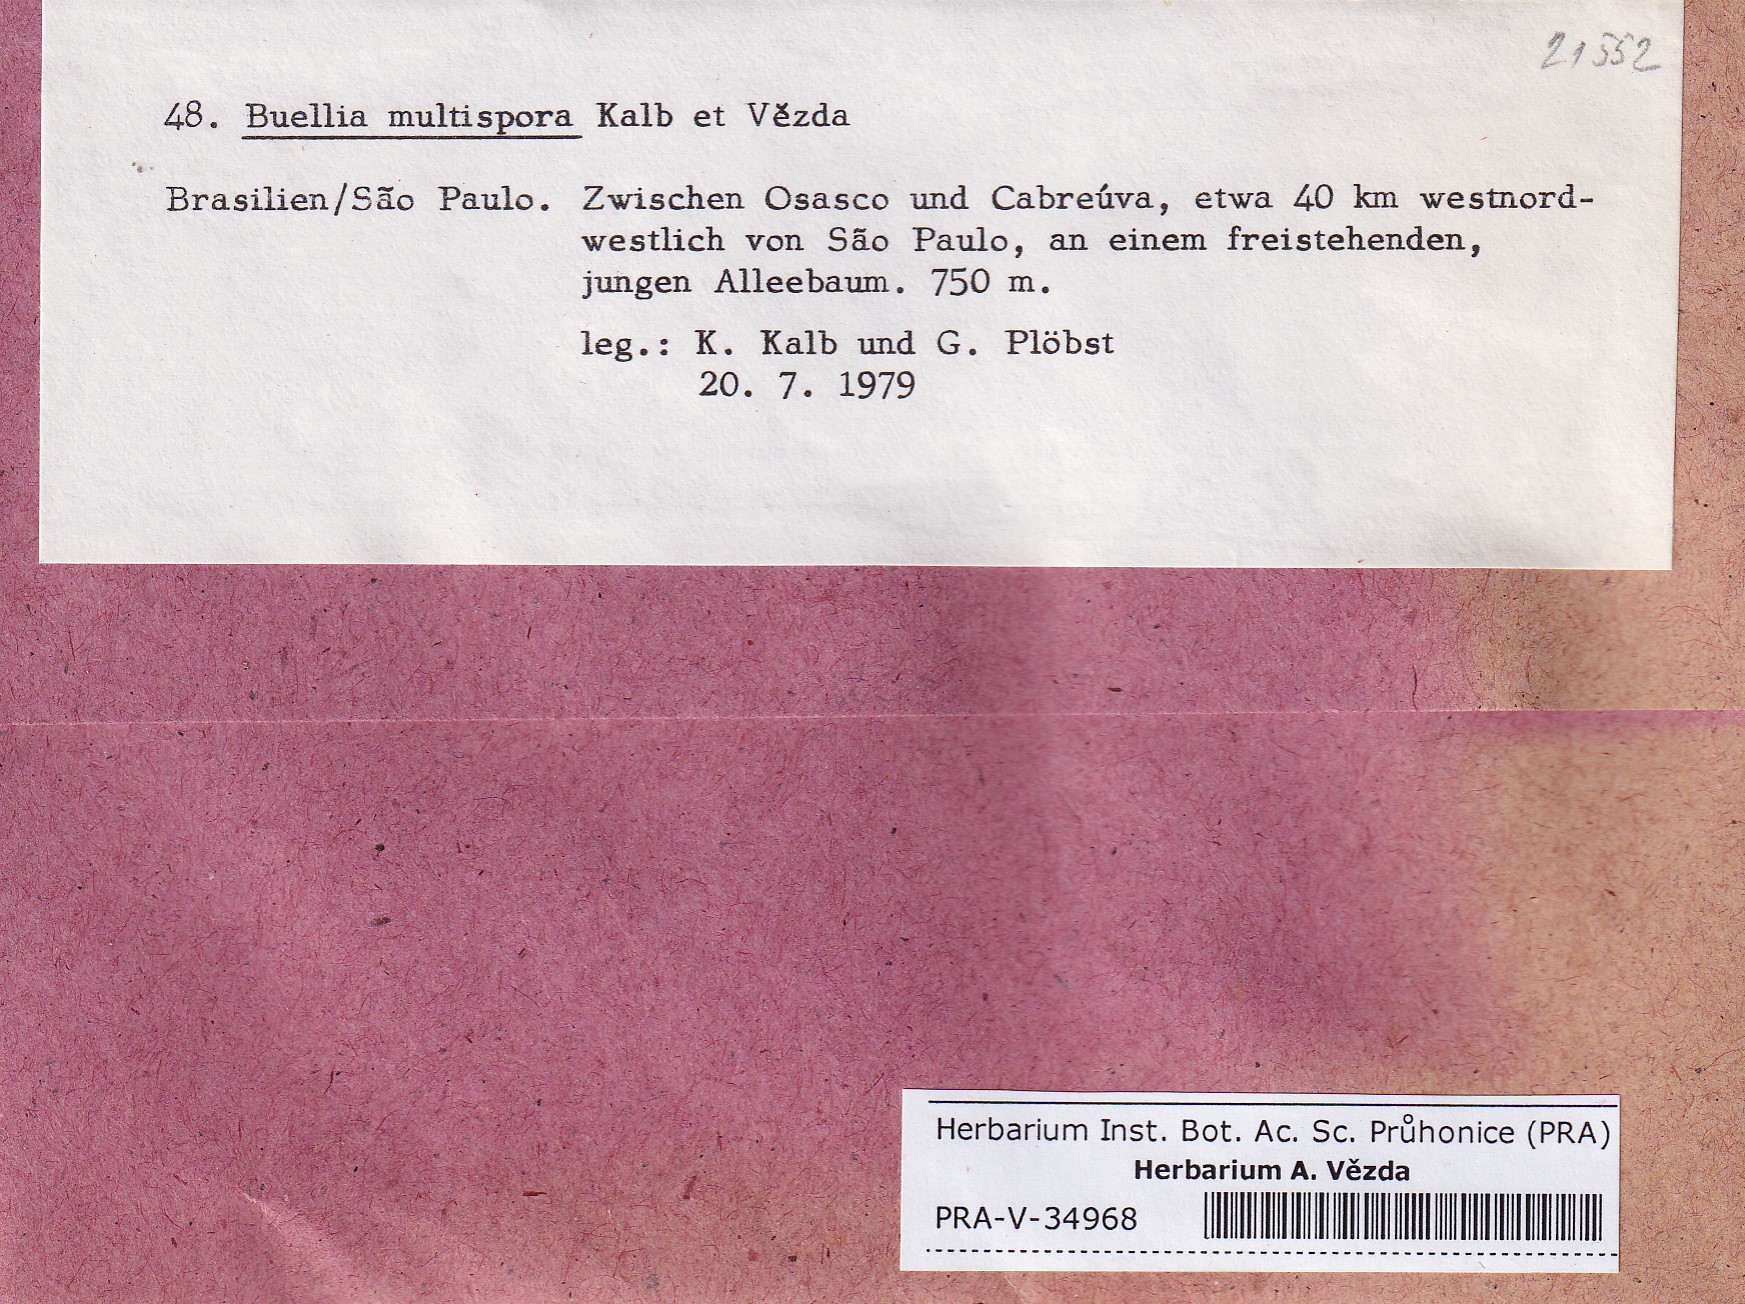 21552
48. Buellia multispora Kalb et Vězda
Brasilien/São Paulo. Zwischen Osasco und Cabreúva, etwa 40 km westnord-
westlich von São Paulo, an einem freistehenden,
jungen Alleebaum. 750 m.
leg.: K. Kalb und G. Plöbst
20. 7. 1979
Herbarium Inst. Bot. Ac. Sc. Průhonice (PRA)
Herbarium A. Vězda
PRA-V-34968